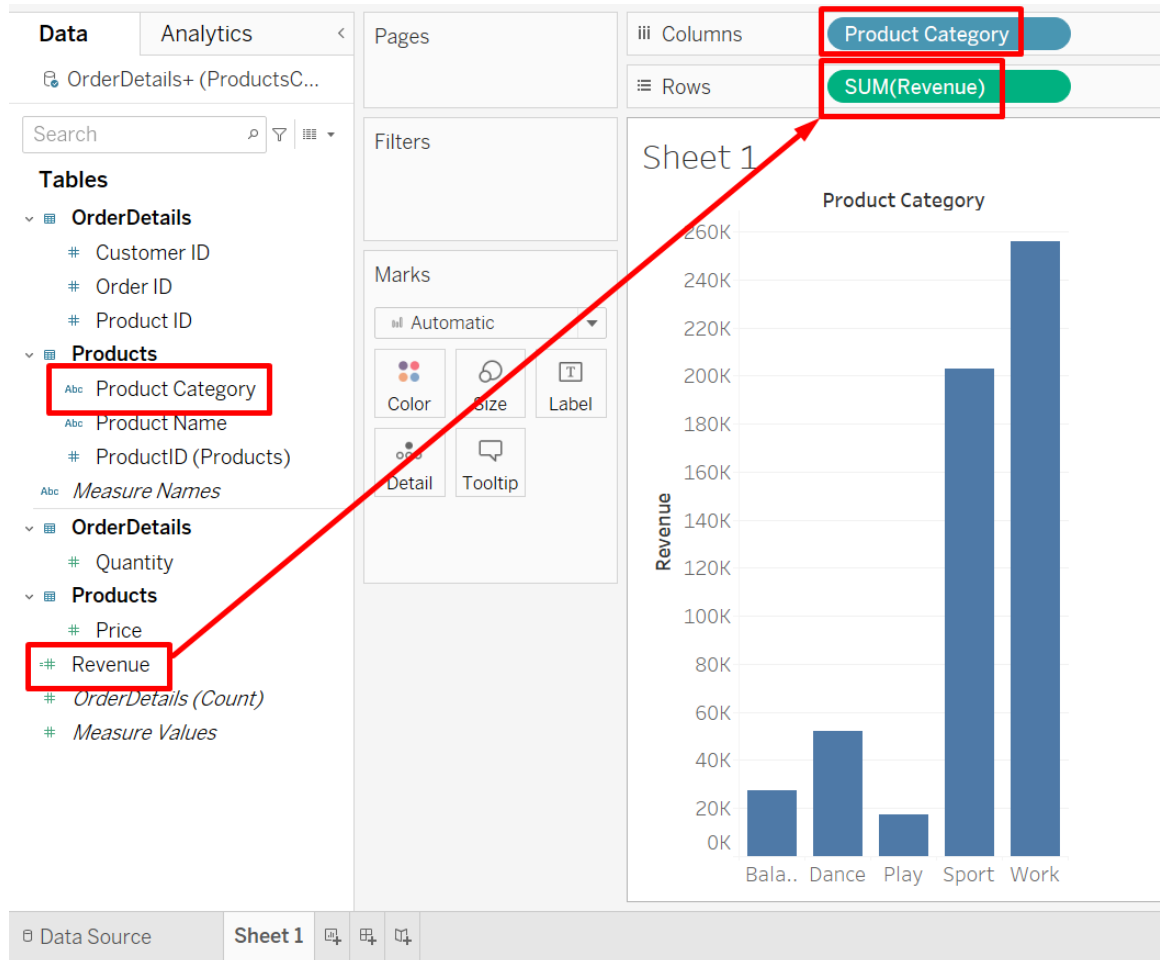 Data
Analytics
OrderDetails+ (ProductsC...
Search
Tables
OrderDetails
# Customer ID
# Order ID
# Product ID
Products
Abc Product Category
Abc Product Name
# ProductID (Products)
Abc Measure Names
OrderDetails
# Quantity
Products
# Price
=# Revenue
# OrderDetails (Count)
# Measure Values
Pages
Filters
Marks
Automatic
Color
Size
T
Label
Detail
Tooltip
iii Columns
Product Category
Rows
SUM(Revenue)
Sheet 1
Product Category
Revenue
260K
240K
220K
200K
180K
160K
140K
120K
100K
80K
60K
40K
20K
0K
Bala.. Dance Play Sport Work
Data Source
Sheet 1